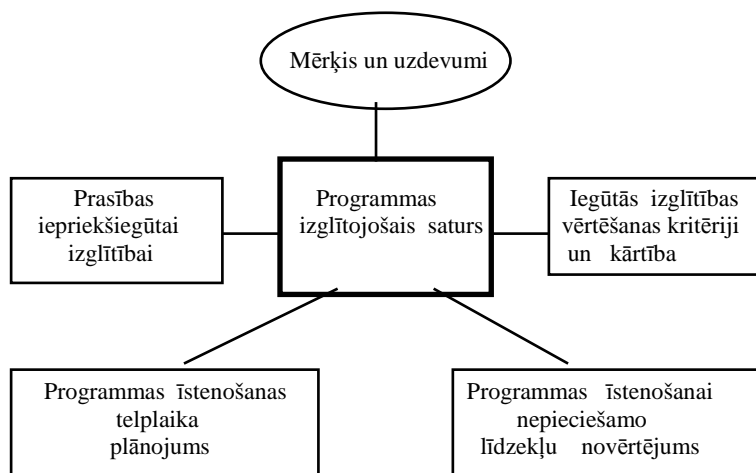 Mērķis un uzdevumi
Prasības
iepriekšiegūtai
izglītībai
Programmas
izglītojošais saturs
Iegūtās izglītības
vērtēšanas kritēriji
un kārtība
Programmas īstenošanas
telplaika
plānojums
Programmas īstenošanai
nepieciešamo
līdzekļu novērtējums